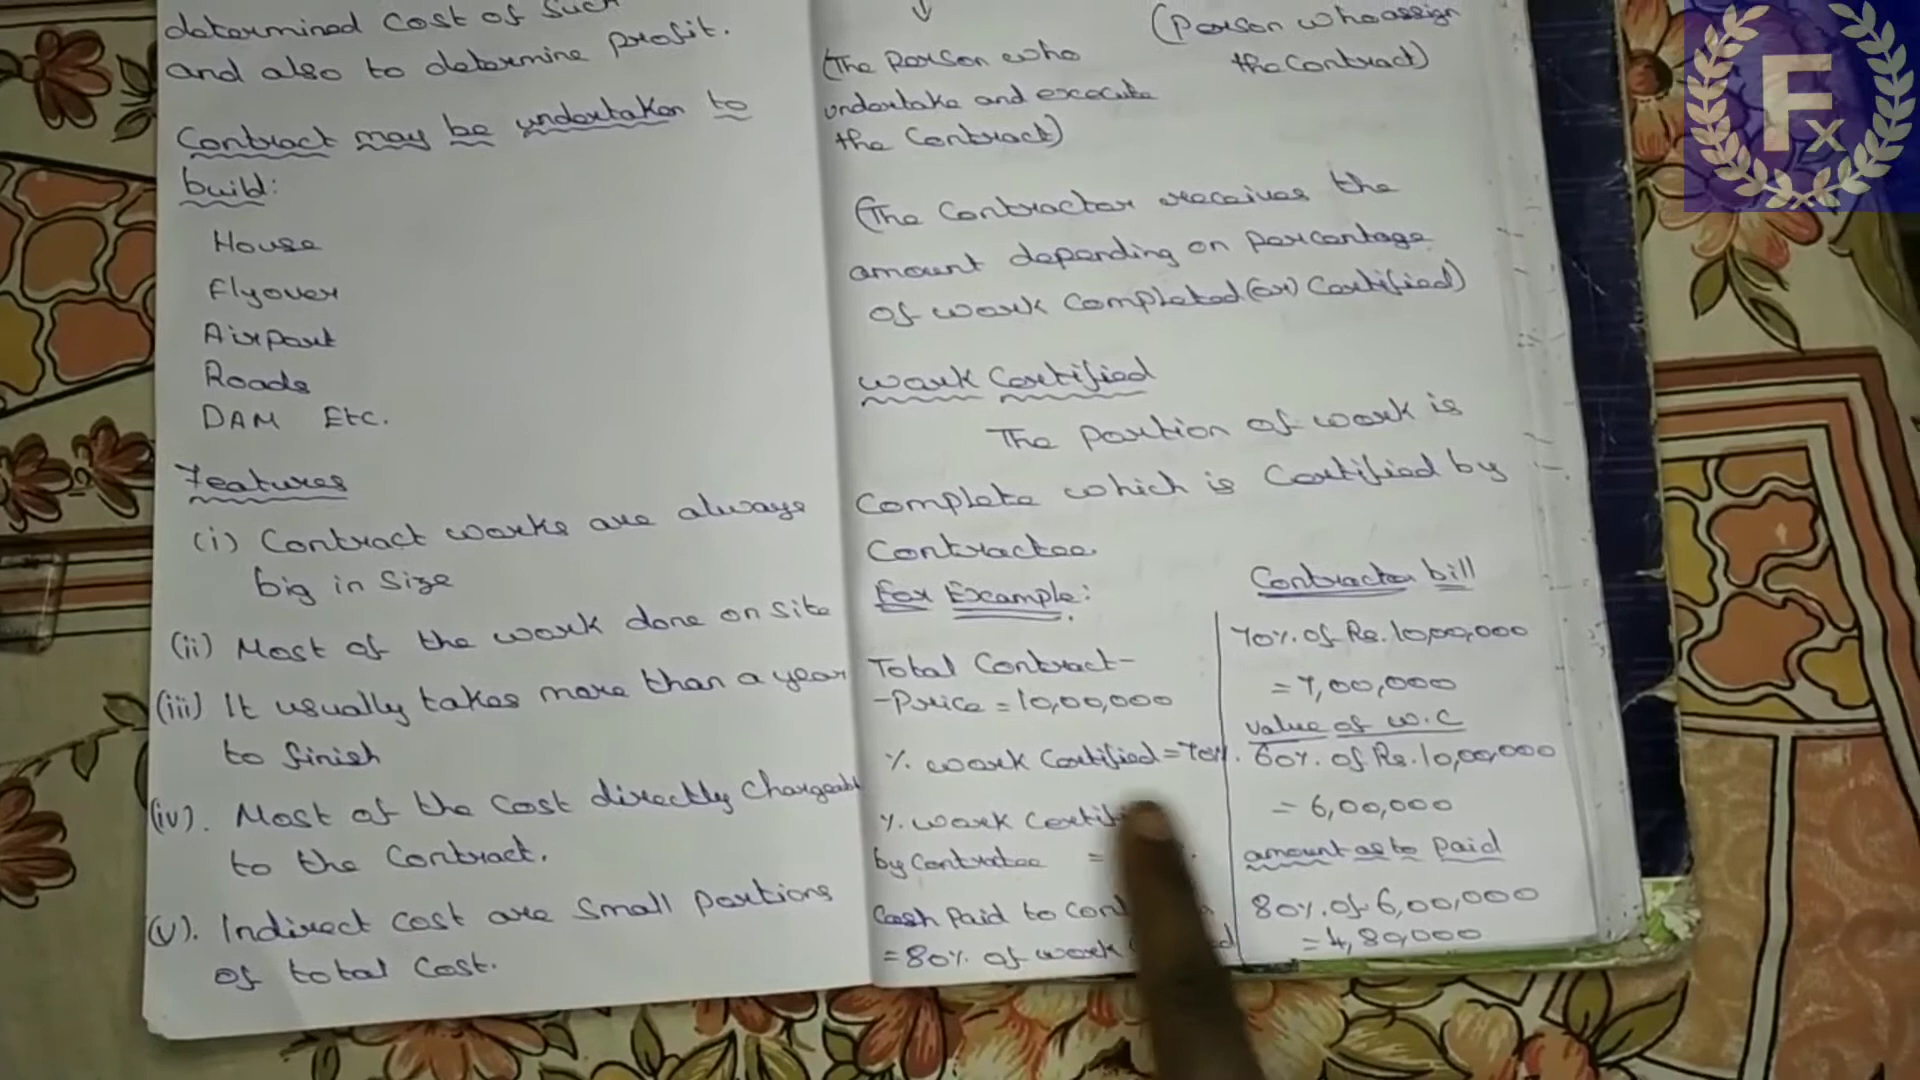 determined cost of such
and also to determine profit.
Contract may be undertaken to
build:
House
Flyover
Airport
Roads
DAM Etc.
Features
(i) Contract works are always
big in size
(ii) Most of the work done on site
(iii) It usually takes more than a year
to finish
(iv). Most of the cost directly chargeabl
to the Contract.
(v). Indirect cost are small portions
of total cost.
(Person who assign
the Contract)
(The person who
undertake and execute
the Contract)
(The Contractor receives the
amount depending on percentage
of work completed (or) Certified)
Work Certified
The portion of work is
Complete which is Certified by
Contractee.
For Example:
Total Contract-
-Price = 10,00,000
% work Certified = 70%.
% work Certifi
by Contractee =
Cash paid to con
= 80% of work
Contractor bill
70% of Rs. 10,00,000
= 7,00,000
value of w.c
60% of Rs. 10,00,000
= 6,00,000
amount as to paid
80% of 6,00,000
= 4,80,000
Fx